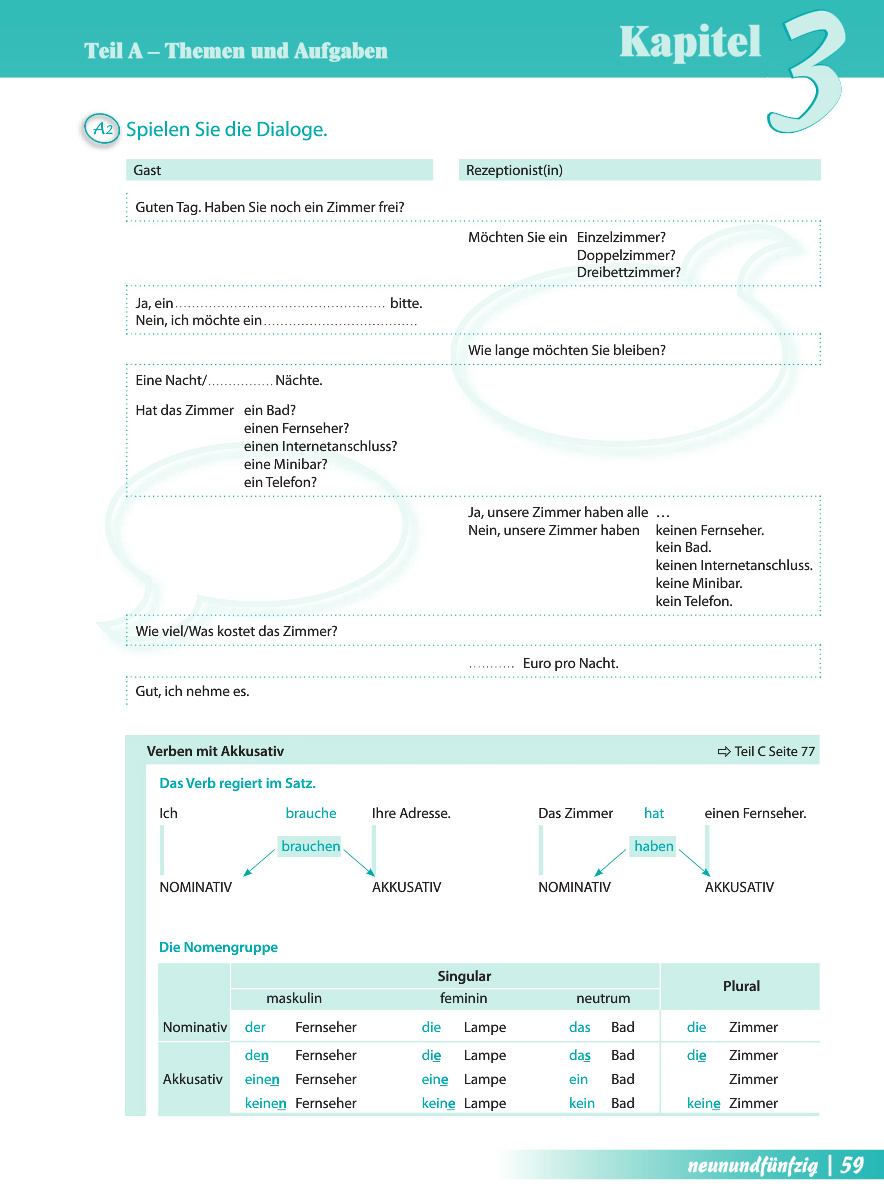 Teil A – Themen und Aufgaben
Kapitel 3
A2 Spielen Sie die Dialoge.
Gast Rezeptionist(in)
Guten Tag. Haben Sie noch ein Zimmer frei?
Möchten Sie ein Einzelzimmer?
Doppelzimmer?
Dreibettzimmer?
Ja, ein .................................................. bitte.
Nein, ich möchte ein .....................................
Wie lange möchten Sie bleiben?
Eine Nacht/................ Nächte.
Hat das Zimmer ein Bad?
einen Fernseher?
einen Internetanschluss?
eine Minibar?
ein Telefon?
Ja, unsere Zimmer haben alle …
Nein, unsere Zimmer haben keinen Fernseher.
kein Bad.
keinen Internetanschluss.
keine Minibar.
kein Telefon.
Wie viel/Was kostet das Zimmer?
........... Euro pro Nacht.
Gut, ich nehme es.
Verben mit Akkusativ ⇨ Teil C Seite 77
Das Verb regiert im Satz.
Ich brauche Ihre Adresse. Das Zimmer hat einen Fernseher.
brauchen haben
NOMINATIV AKKUSATIV NOMINATIV AKKUSATIV
Die Nomengruppe
Singular Plural
maskulin feminin neutrum
Nominativ der Fernseher die Lampe das Bad die Zimmer
den Fernseher die Lampe das Bad die Zimmer
Akkusativ einen Fernseher eine Lampe ein Bad Zimmer
keinen Fernseher keine Lampe kein Bad keine Zimmer
neunundfünfzig | 59